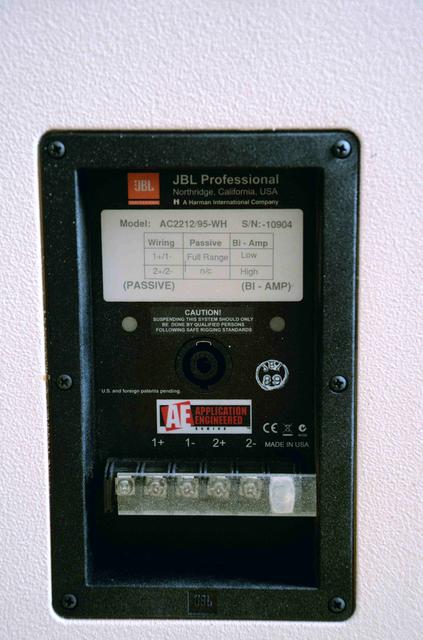 JBL
JBL Professional
Northridge, California, USA
H A Harman International Company
Model: AC2212/95-WH S/N:-10904
Wiring Passive Bi - Amp
1+/1- Full Range Low
2+/2- n/c High
(PASSIVE) (BI - AMP)
CAUTION!
SUSPENDING THIS SYSTEM SHOULD ONLY
BE DONE BY QUALIFIED PERSONS
FOLLOWING SAFE RIGGING STANDARDS
U.S. and foreign patents pending.
AE APPLICATION
ENGINEERED
SERIES
1+ 1- 2+ 2-
CE
MADE IN USA
JBL